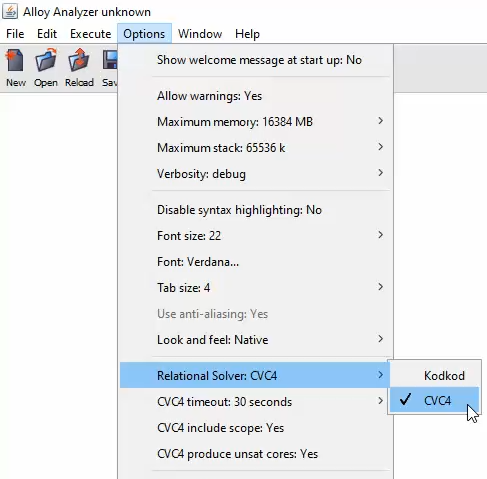 Alloy Analyzer unknown
File Edit Execute Options Window Help
New Open Reload
Show welcome message at start up: No
Allow warnings: Yes
Maximum memory: 16384 MB
Maximum stack: 65536 k
Verbosity: debug
Disable syntax highlighting: No
Font size: 22
Font: Verdana...
Tab size: 4
Use anti-aliasing: Yes
Look and feel: Native
Relational Solver: CVC4
Kodkod
CVC4
CVC4 timeout: 30 seconds
CVC4 include scope: Yes
CVC4 produce unsat cores: Yes